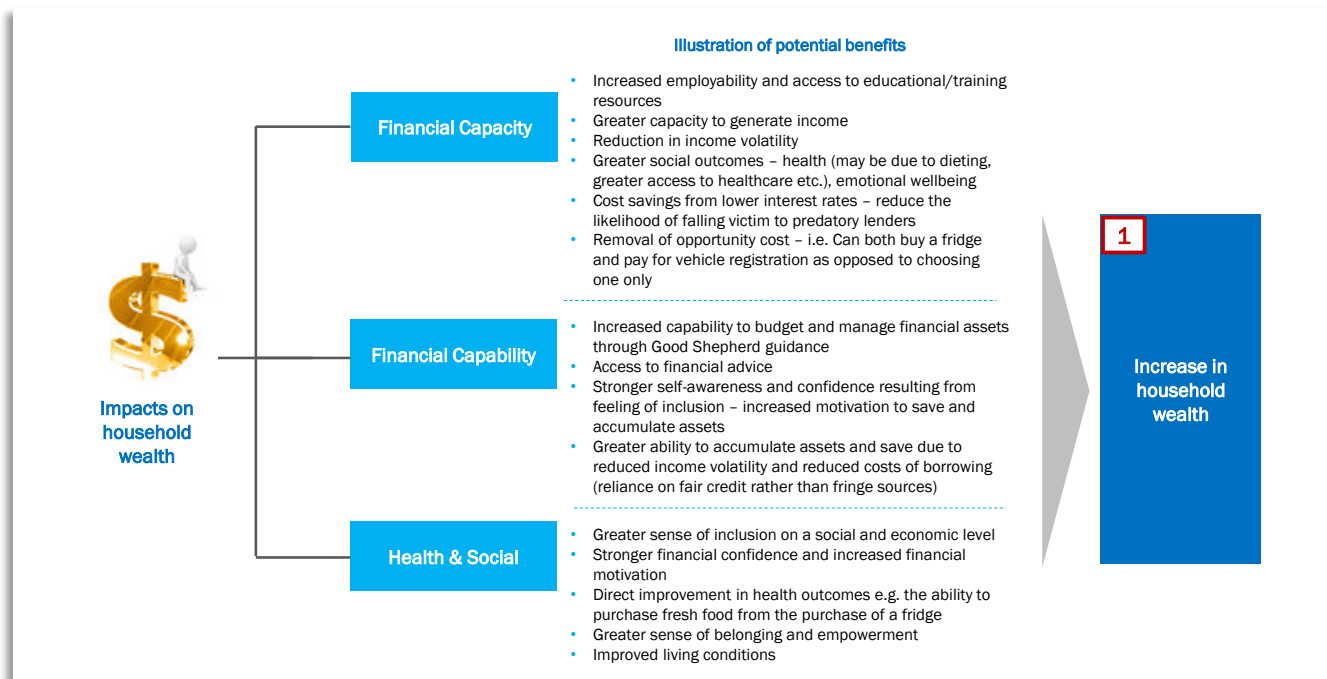 Illustration of potential benefits
Impacts on
household
wealth
Financial Capacity
• Increased employability and access to educational/training
resources
• Greater capacity to generate income
• Reduction in income volatility
• Greater social outcomes – health (may be due to dieting,
greater access to healthcare etc.), emotional wellbeing
• Cost savings from lower interest rates – reduce the
likelihood of falling victim to predatory lenders
• Removal of opportunity cost – i.e. Can both buy a fridge
and pay for vehicle registration as opposed to choosing
one only
Financial Capability
• Increased capability to budget and manage financial assets
through Good Shepherd guidance
• Access to financial advice
• Stronger self-awareness and confidence resulting from
feeling of inclusion – increased motivation to save and
accumulate assets
• Greater ability to accumulate assets and save due to
reduced income volatility and reduced costs of borrowing
(reliance on fair credit rather than fringe sources)
Health & Social
• Greater sense of inclusion on a social and economic level
• Stronger financial confidence and increased financial
motivation
• Direct improvement in health outcomes e.g. the ability to
purchase fresh food from the purchase of a fridge
• Greater sense of belonging and empowerment
• Improved living conditions
1
Increase in
household
wealth